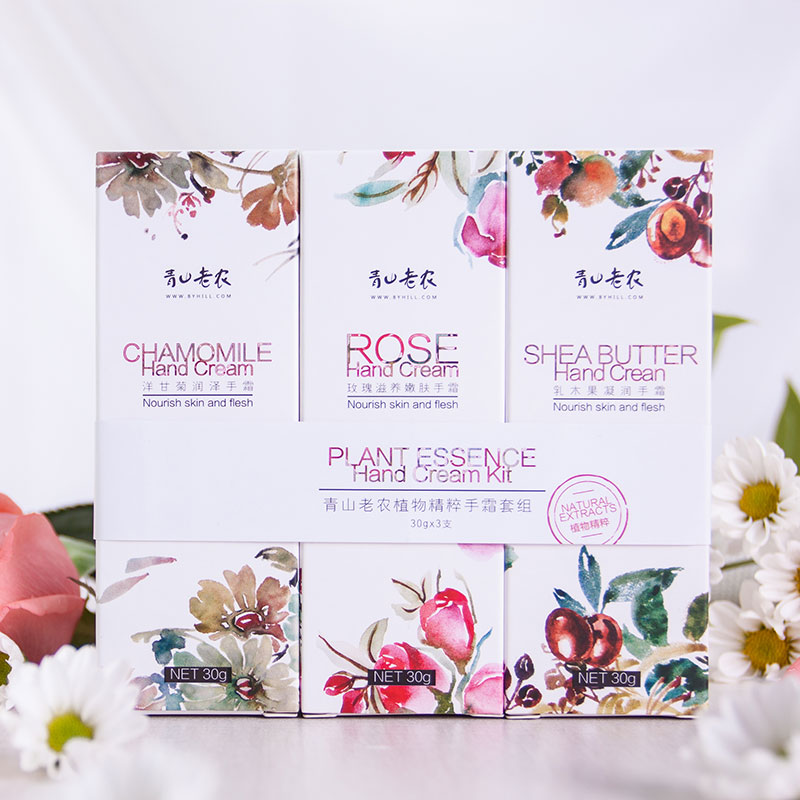 青山老农
WWW.BYHILL.COM
CHAMOMILE
Hand Cream
洋甘菊润泽手霜
Nourish skin and flesh
青山老农
WWW.BYHILL.COM
ROSE
Hand Cream
玫瑰滋养嫩肤手霜
Nourish skin and flesh
青山老农
WWW.BYHILL.COM
SHEA BUTTER
Hand Crean
乳木果凝润手霜
Nourish skin and flesh
PLANT ESSENCE
Hand Cream Kit
青山老农植物精粹手霜套组
30gx3支
NATURAL
EXTRACTS
植物精粹
NET 30g
NET 30g
NET 30g